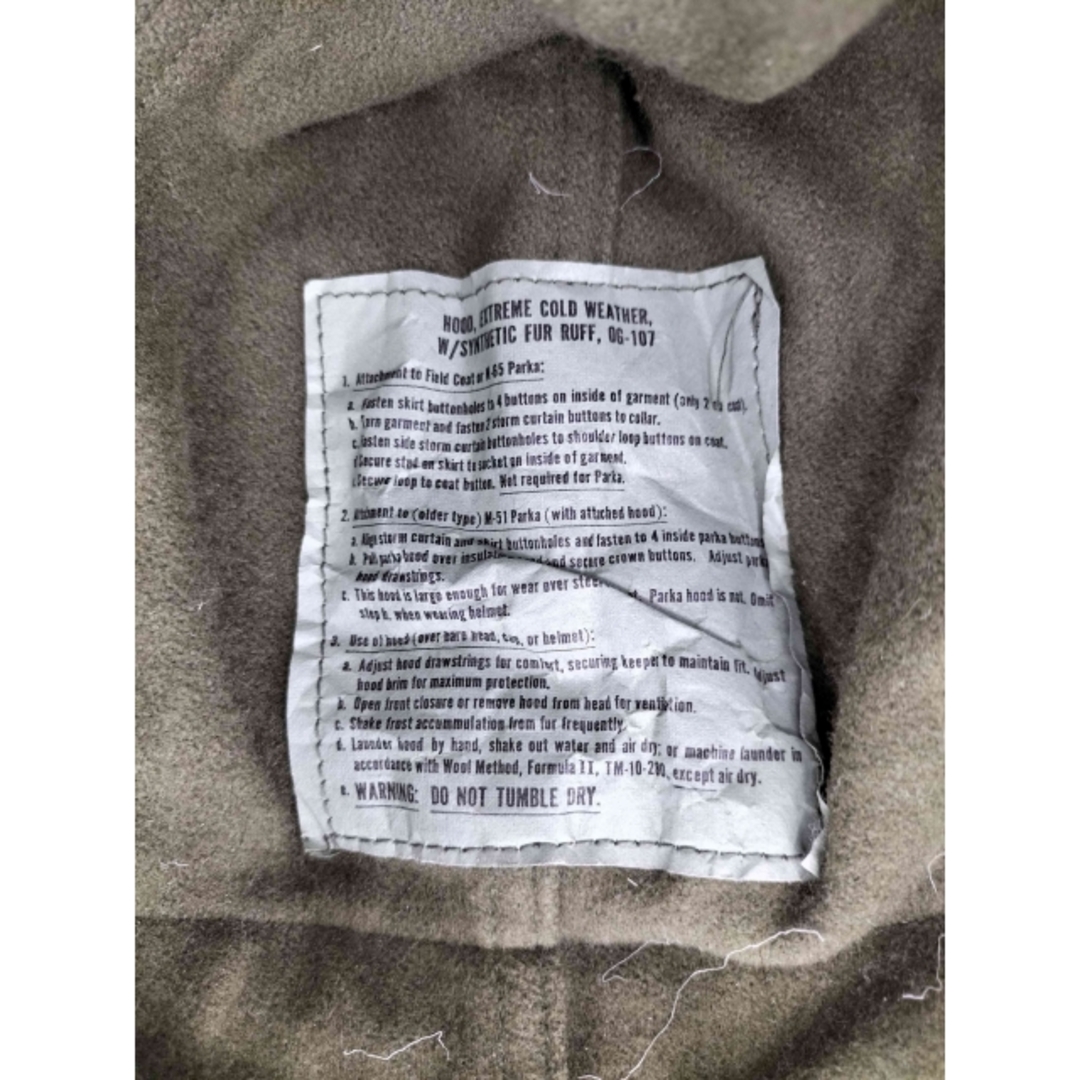 HOOD, EXTREME COLD WEATHER,
W/SYNTHETIC FUR RUFF, OG-107
1. Attachment to Field Coat or M-65 Parka:
a. Fasten skirt buttonholes to 4 buttons on inside of garment (only 2 on coat).
b. Turn garment and fasten 2 storm curtain buttons to collar.
c. Fasten side storm curtain buttonholes to shoulder loop buttons on coat.
Secure stud on skirt to socket on inside of garment.
Secure loop to coat button. Not required for Parka.
2. Attachment to (older type) M-51 Parka (with attached hood):
a. Align storm curtain and skirt buttonholes and fasten to 4 inside parka buttons
b. Pull parka hood over and secure crown buttons. Adjust parka
hood drawstrings.
c. This hood is large enough for wear over steel Parka hood is not. Omit
step b. when wearing helmet.
3. Use of hood (over bare head, cap, or helmet):
a. Adjust hood drawstrings for comfort, securing keeper to maintain fit. Adjust
hood brim for maximum protection.
b. Open front closure or remove hood from head for ventilation.
c. Shake frost accumulation from fur frequently.
d. Launder hood by hand, shake out water and air dry; or machine launder in
accordance with Wool Method, Formula II, TM-10-280, except air dry.
e. WARNING: DO NOT TUMBLE DRY.